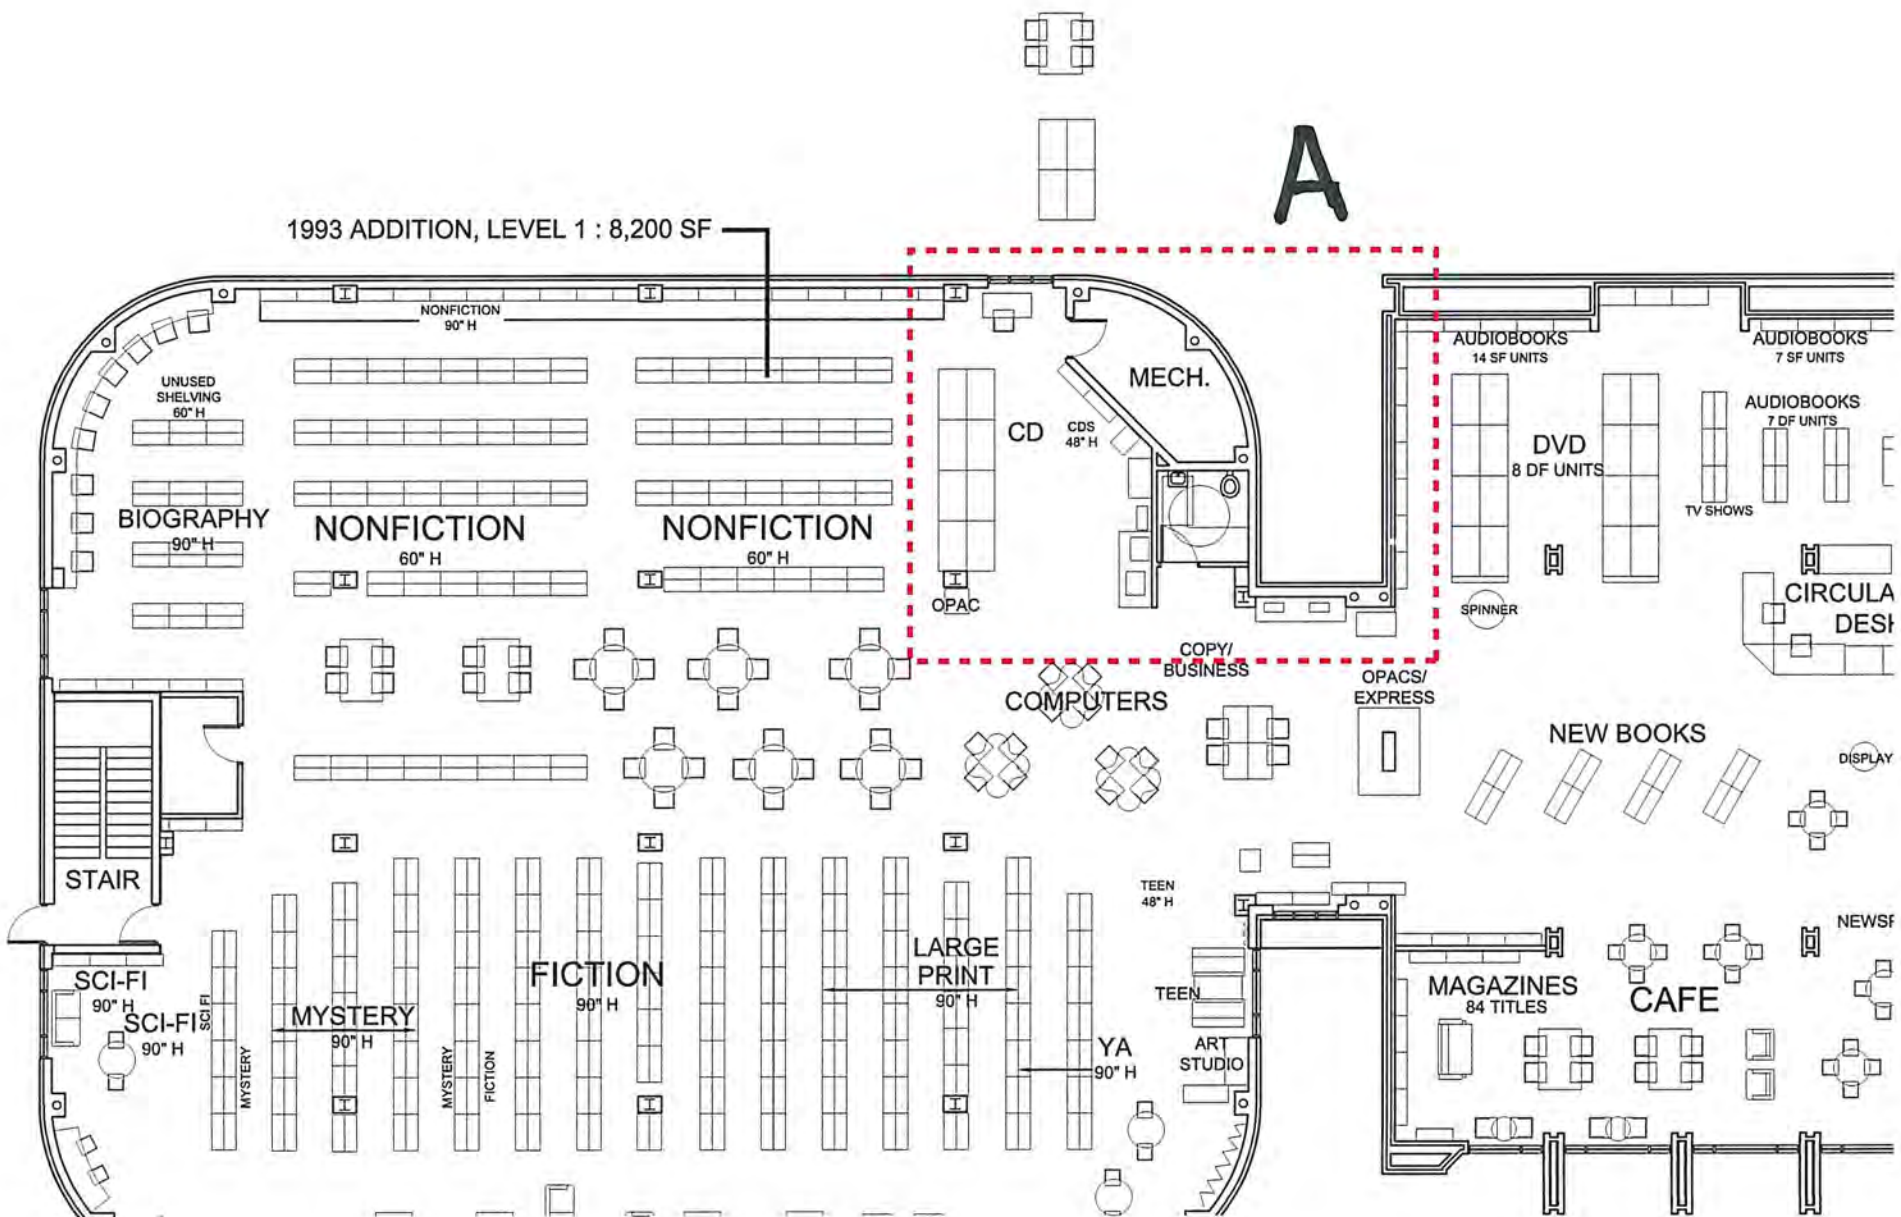 A
1993 ADDITION, LEVEL 1 : 8,200 SF
NONFICTION
90" H
UNUSED
SHELVING
60" H
MECH.
CD
CDS
48" H
AUDIOBOOKS
14 SF UNITS
AUDIOBOOKS
7 SF UNITS
AUDIOBOOKS
7 DF UNITS
DVD
8 DF UNITS
TV SHOWS
BIOGRAPHY
90" H
NONFICTION
60" H
NONFICTION
60" H
OPAC
SPINNER
CIRCULA
DESK
COPY/
BUSINESS
OPACS/
EXPRESS
COMPUTERS
NEW BOOKS
DISPLAY
STAIR
TEEN
48" H
NEWSP
SCI-FI
90" H
SCI-FI
90" H
SCI FI
MYSTERY
90" H
MYSTERY
MYSTERY
FICTION
FICTION
90" H
LARGE
PRINT
90" H
TEEN
ART
STUDIO
YA
90" H
MAGAZINES
84 TITLES
CAFE